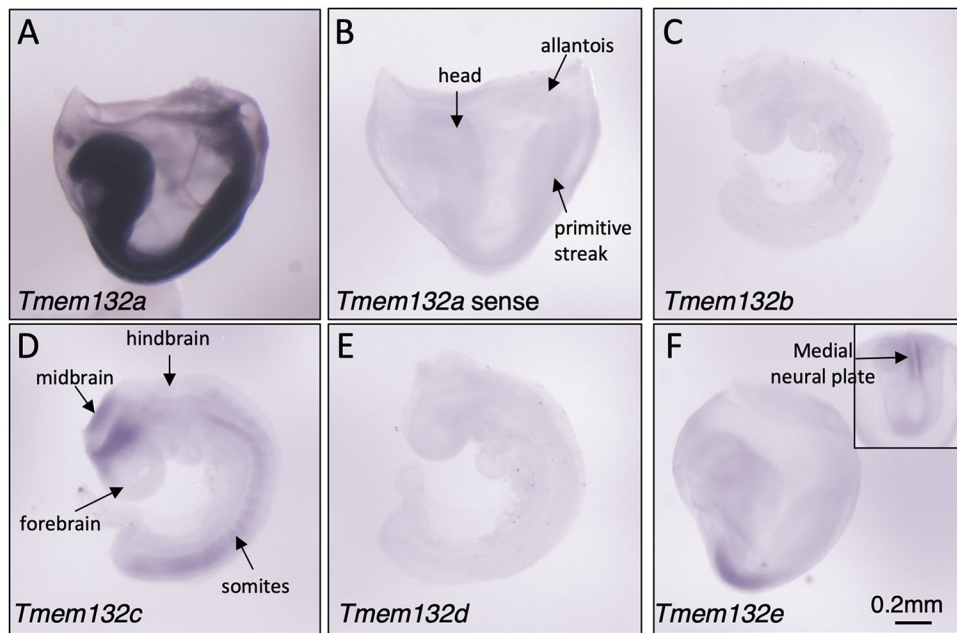 A
Tmem132a
B
allantois
head
primitive
streak
Tmem132a sense
C
Tmem132b
D
hindbrain
midbrain
forebrain
somites
Tmem132c
E
Tmem132d
F
Medial
neural plate
Tmem132e
0.2mm